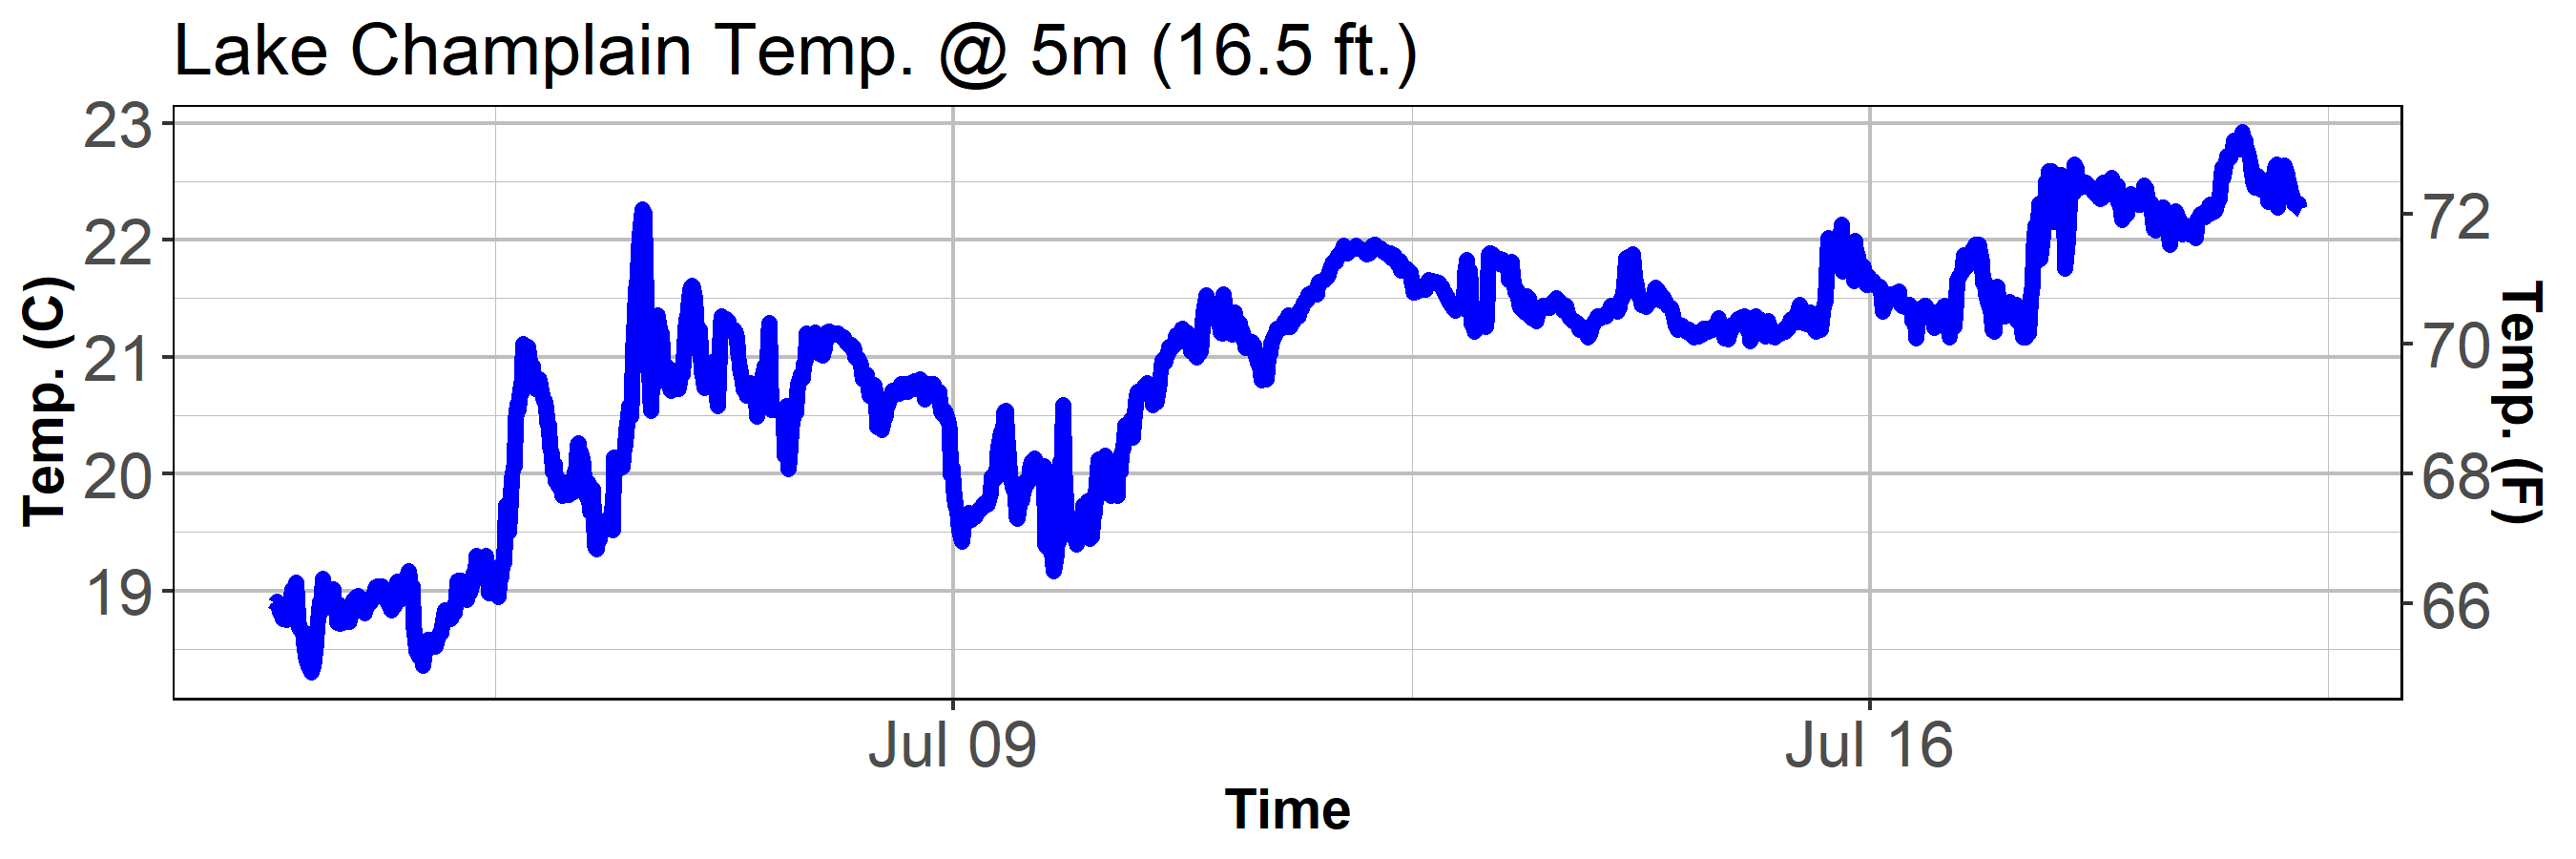 Lake Champlain Temp. @ 5m (16.5 ft.)
Temp. (C)
23
22
21
20
19
72
70
68
66
Temp. (F)
Jul 09
Jul 16
Time